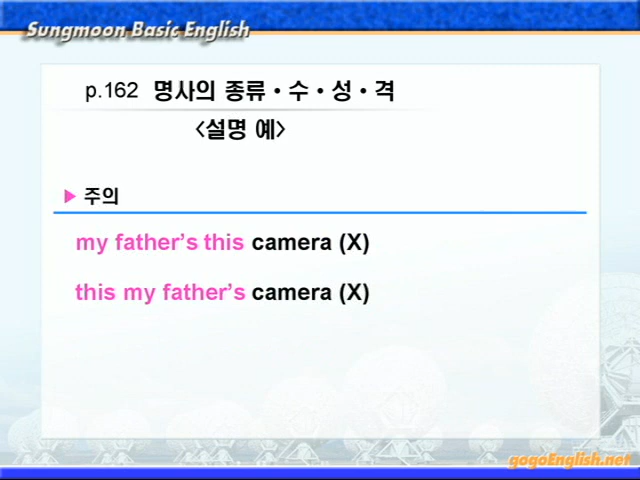 Sungmoon Basic English
p.162 명사의 종류・수・성・격
<설명 예>
▶ 주의
my father’s this camera (X)
this my father’s camera (X)
gogoEnglish.net